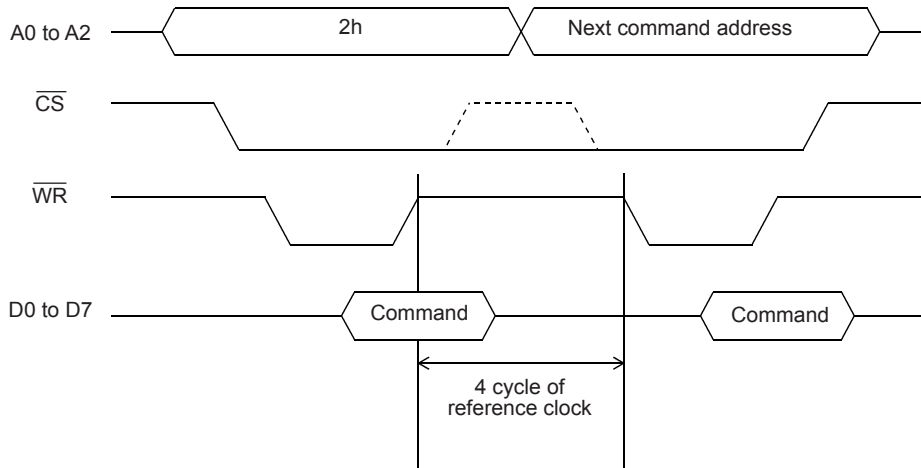 A0 to A2
2h
Next command address
CS
WR
D0 to D7
Command
Command
4 cycle of
reference clock